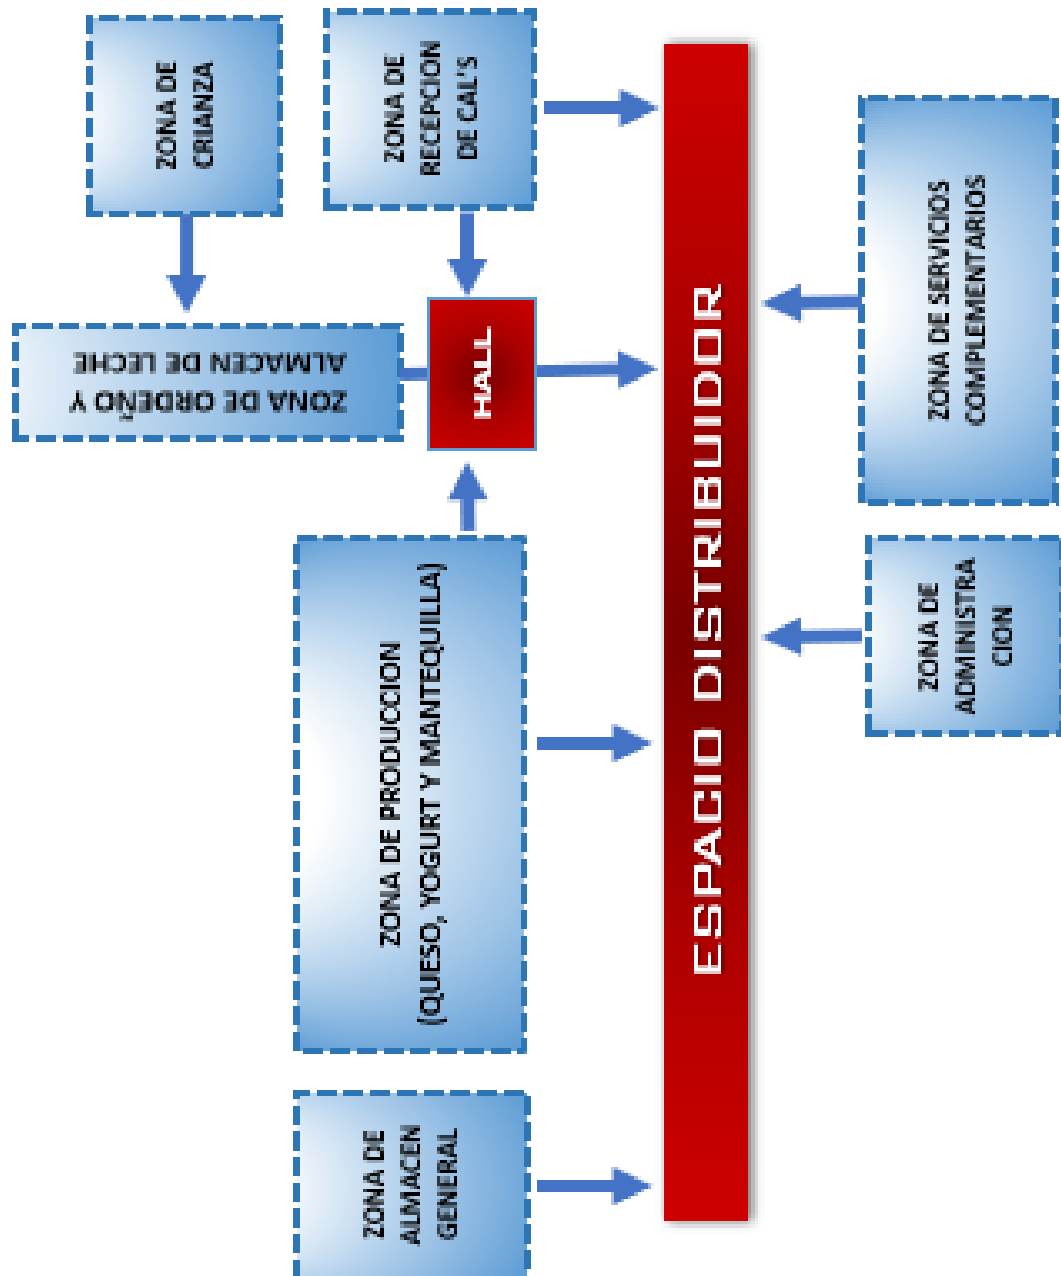 ZONA DE
CRIANZA
ZONA DE
RECEPCION
DE CAL'S
ZONA DE ORDEÑO Y
ALMACEN DE LECHE
HALL
ZONA DE PRODUCCION
(QUESO, YOGURT Y MANTEQUILLA)
ZONA DE
ALMACEN
GENERAL
ESPACIO DISTRIBUIDOR
ZONA DE SERVICIOS
COMPLEMENTARIOS
ZONA DE
ADMINISTRA
CION